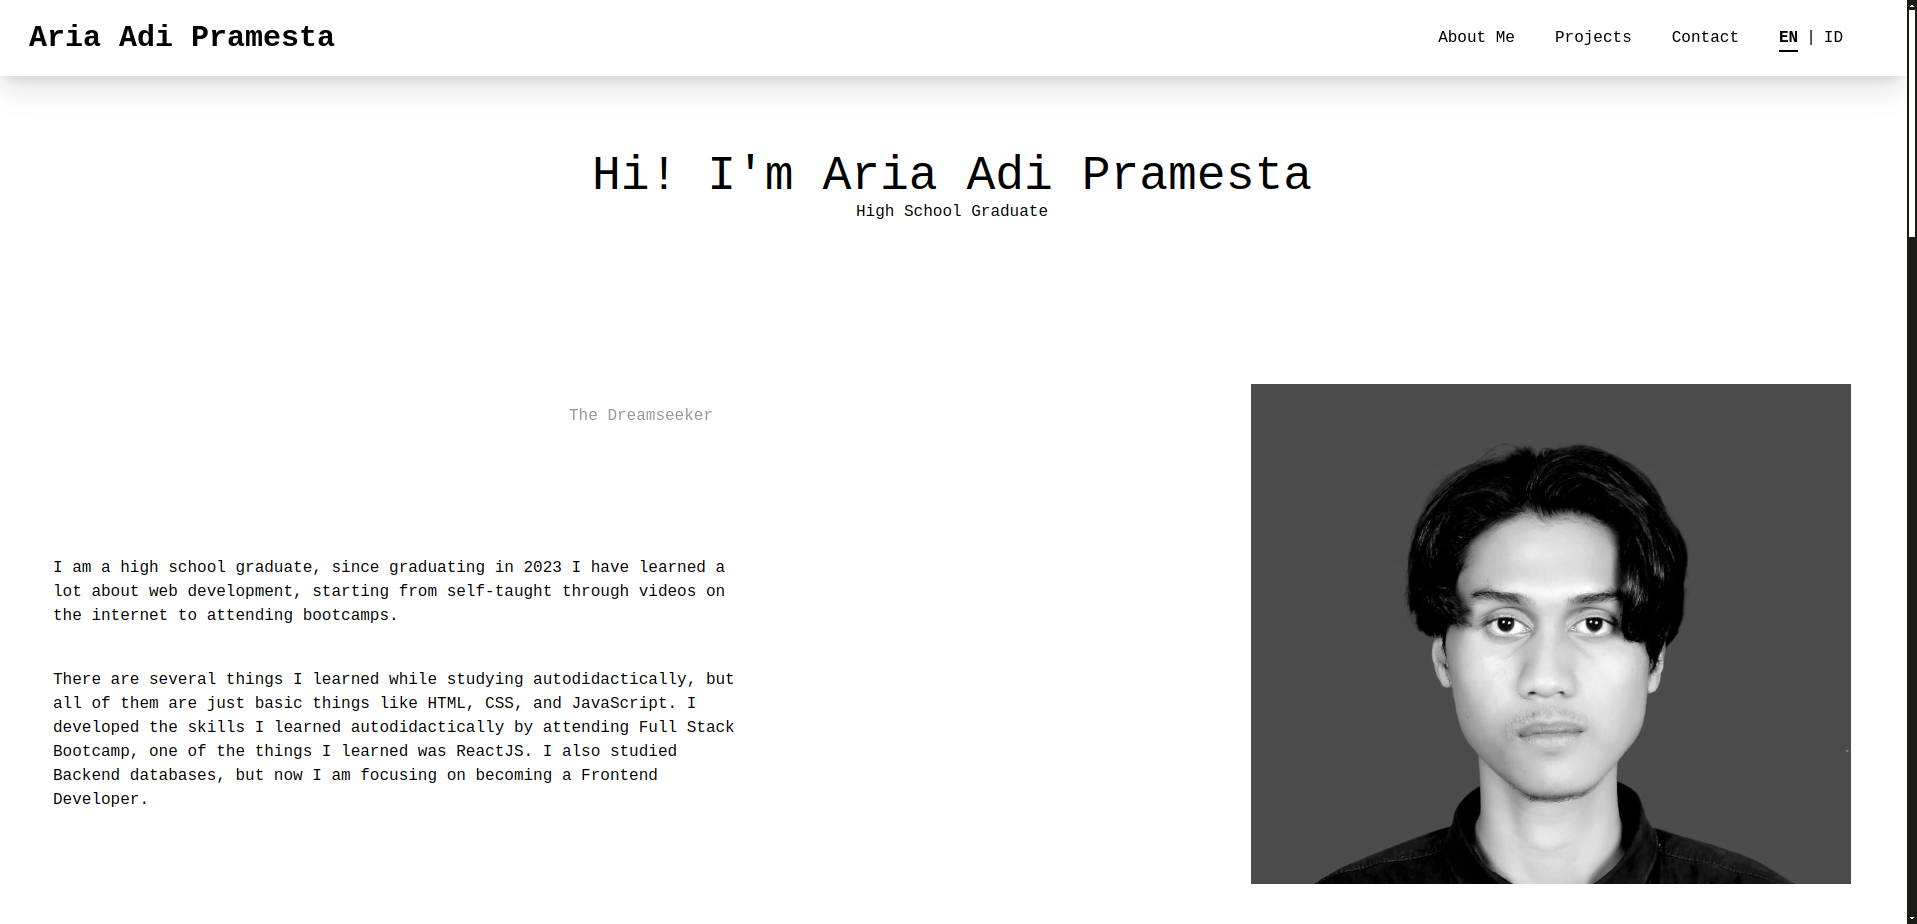 Aria Adi Pramesta
About Me
Projects
Contact
EN | ID
Hi! I'm Aria Adi Pramesta
High School Graduate
The Dreamseeker
I am a high school graduate, since graduating in 2023 I have learned a
lot about web development, starting from self-taught through videos on
the internet to attending bootcamps.
There are several things I learned while studying autodidactically, but
all of them are just basic things like HTML, CSS, and JavaScript. I
developed the skills I learned autodidactically by attending Full Stack
Bootcamp, one of the things I learned was ReactJS. I also studied
Backend databases, but now I am focusing on becoming a Frontend
Developer.